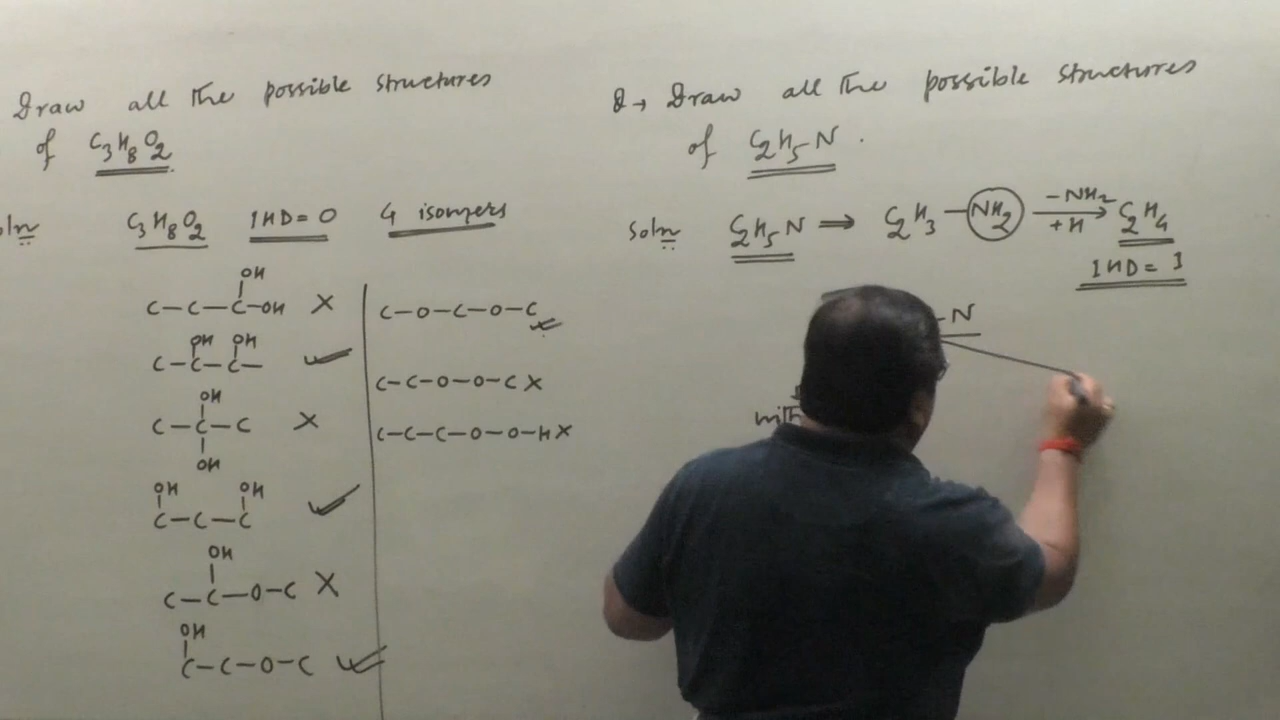 Draw all the possible structures
of C3H8O2
Soln C3H8O2 IHD=0 4 isomers
OH
C-C-C-OH X
OH OH
C-C-C- ✓
OH
C-C-C X
OH
OH OH
C-C-C ✓
OH
C-C-O-C X
OH
C-C-O-C ✓
C-O-C-O-C ✓
C-C-O-O-C X
C-C-C-O-O-H X
Q→ Draw all the possible structures
of C2H5N.
Soln C2H5N ⇒ C2H3-NH2 -NH2 +H → C2H4
IHD=1
-N